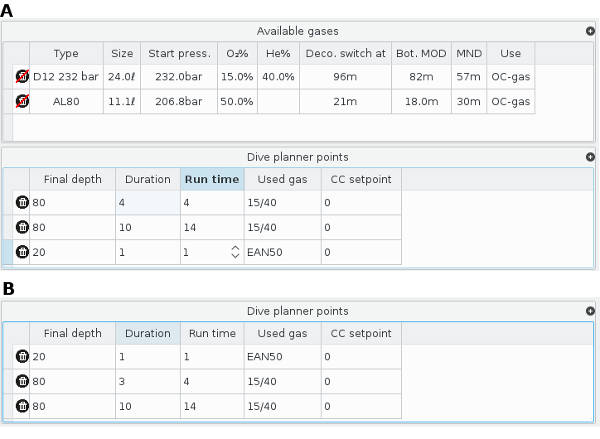 A
Available gases
Type Size Start press. O₂% He% Deco. switch at Bot. MOD MND Use
D12 232 bar 24.0ℓ 232.0bar 15.0% 40.0% 96m 82m 57m OC-gas
AL80 11.1ℓ 206.8bar 50.0% 21m 18.0m 30m OC-gas
Dive planner points
Final depth Duration Run time Used gas CC setpoint
80 4 4 15/40 0
80 10 14 15/40 0
20 1 1 EAN50 0
B
Dive planner points
Final depth Duration Run time Used gas CC setpoint
20 1 1 EAN50 0
80 3 4 15/40 0
80 10 14 15/40 0